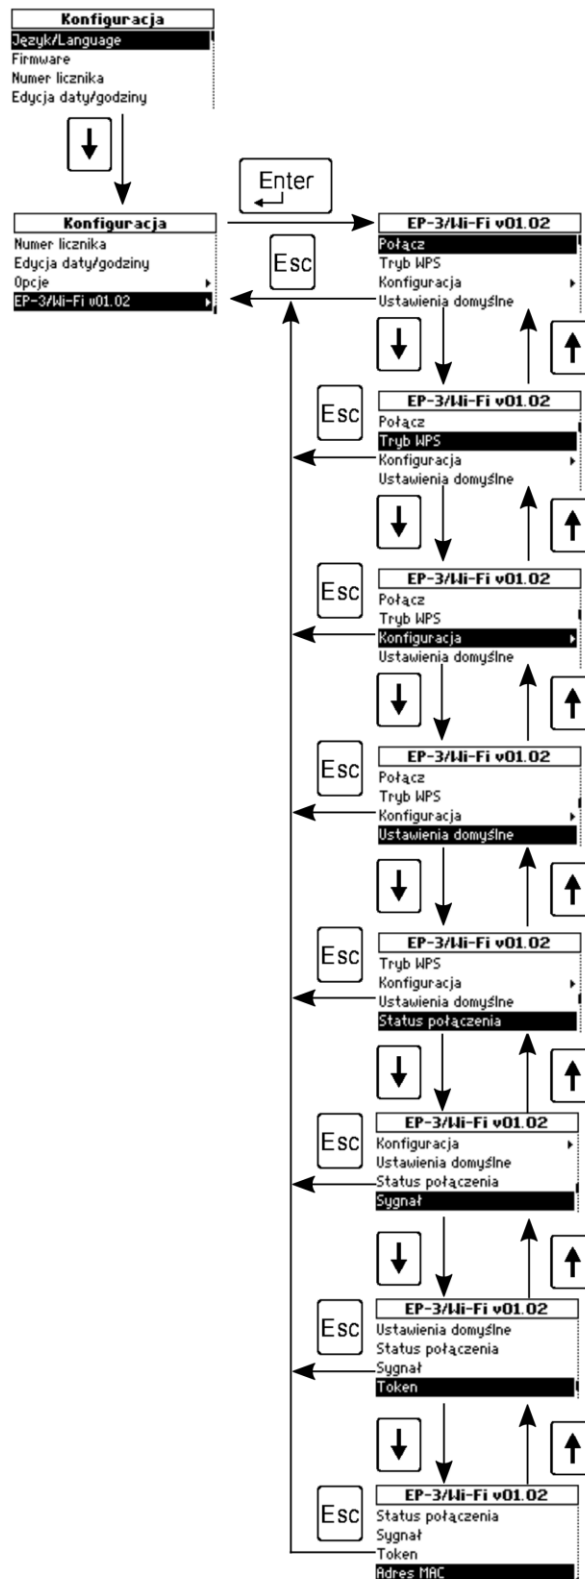 Konfiguracja
Język/Language
Firmware
Numer licznika
Edycja daty/godziny
Enter
Konfiguracja
Numer licznika
Edycja daty/godziny
Opcje
EP-3/Wi-Fi v01.02
Esc
EP-3/Wi-Fi v01.02
Połącz
Tryb WPS
Konfiguracja
Ustawienia domyślne
Esc
EP-3/Wi-Fi v01.02
Połącz
Tryb WPS
Konfiguracja
Ustawienia domyślne
Esc
EP-3/Wi-Fi v01.02
Połącz
Tryb WPS
Konfiguracja
Ustawienia domyślne
Esc
EP-3/Wi-Fi v01.02
Połącz
Tryb WPS
Konfiguracja
Ustawienia domyślne
Esc
EP-3/Wi-Fi v01.02
Tryb WPS
Konfiguracja
Ustawienia domyślne
Status połączenia
Esc
EP-3/Wi-Fi v01.02
Konfiguracja
Ustawienia domyślne
Status połączenia
Sygnał
Esc
EP-3/Wi-Fi v01.02
Ustawienia domyślne
Status połączenia
Sygnał
Token
Esc
EP-3/Wi-Fi v01.02
Status połączenia
Sygnał
Token
Adres MAC